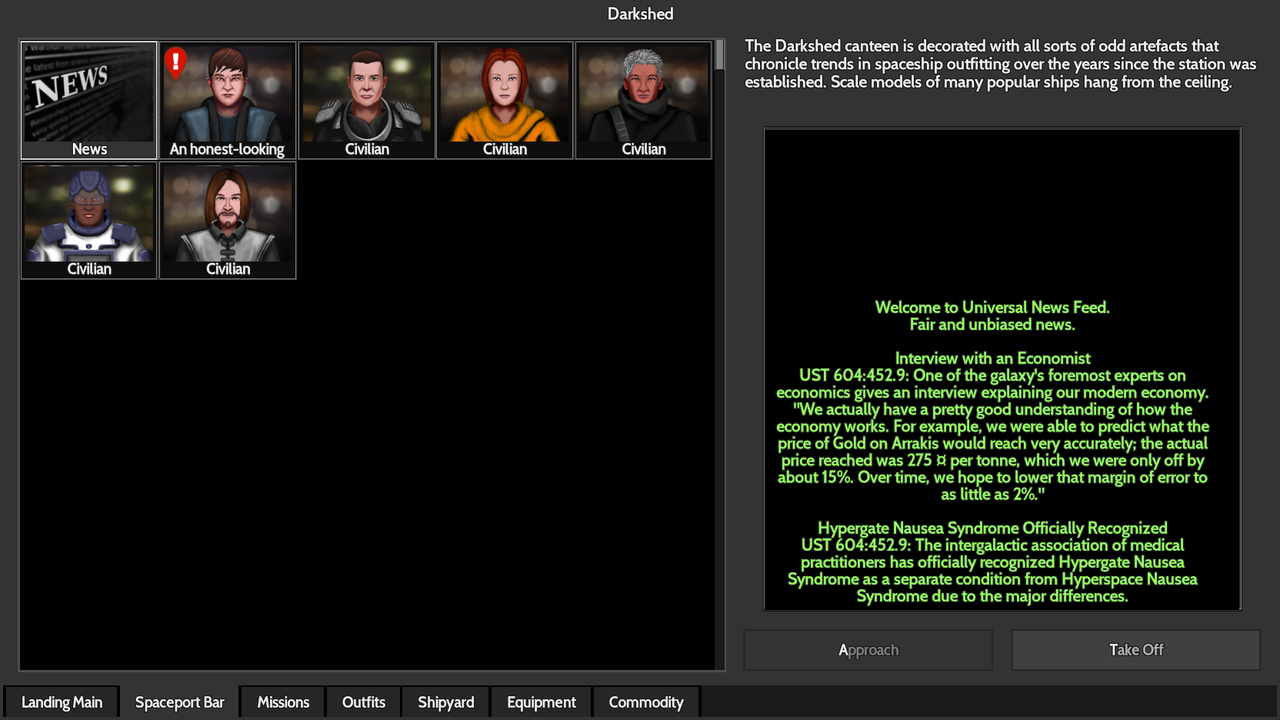 Darkshed
NEWS
News
An honest-looking
Civilian
Civilian
Civilian
Civilian
Civilian
The Darkshed canteen is decorated with all sorts of odd artefacts that
chronicle trends in spaceship outfitting over the years since the station was
established. Scale models of many popular ships hang from the ceiling.
Welcome to Universal News Feed.
Fair and unbiased news.
Interview with an Economist
UST 604:452.9: One of the galaxy's foremost experts on
economics gives an interview explaining our modern economy.
"We actually have a pretty good understanding of how the
economy works. For example, we were able to predict what the
price of Gold on Arrakis would reach very accurately; the actual
price reached was 275 ¤ per tonne, which we were only off by
about 15%. Over time, we hope to lower that margin of error to
as little as 2%."
Hypergate Nausea Syndrome Officially Recognized
UST 604:452.9: The intergalactic association of medical
practitioners has officially recognized Hypergate Nausea
Syndrome as a separate condition from Hyperspace Nausea
Syndrome due to the major differences.
Approach
Take Off
Landing Main
Spaceport Bar
Missions
Outfits
Shipyard
Equipment
Commodity